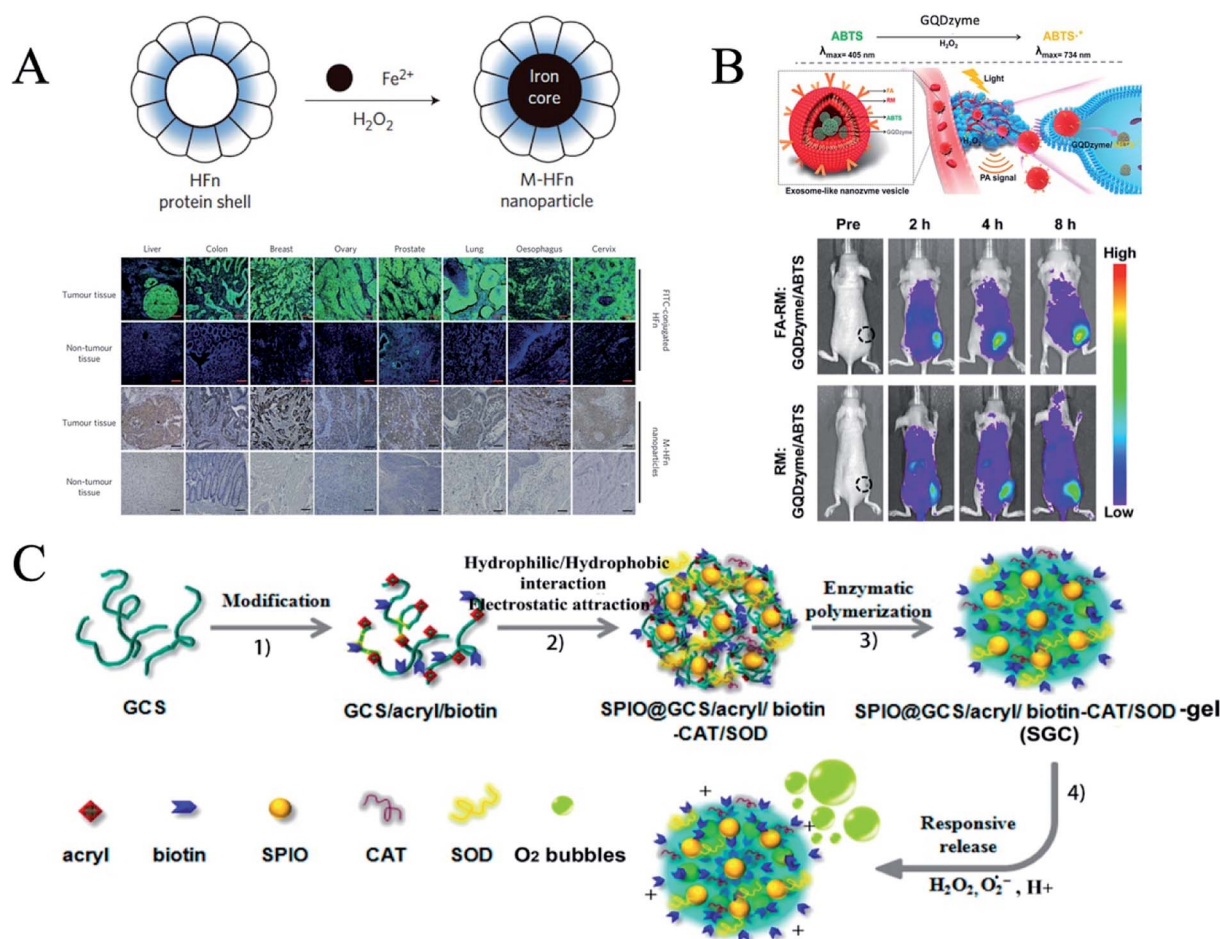 A
Fe2+
H2O2
Iron
core
HFn
protein shell
M-HFn
nanoparticle
Liver Colon Breast Ovary Prostate Lung Oesophagus Cervix
Tumour tissue
Non-tumour
tissue
FITC-conjugated
HFn
Tumour tissue
Non-tumour
tissue
M-HFn
nanoparticles
B
GQDzyme
ABTS
H2O2
ABTS·+
λmax= 405 nm
λmax= 734 nm
FA
RM
ABTS
GQDzyme
Exosome-like nanozyme vesicle
Light
H2O2
PA signal
GQDzyme/
Pre 2 h 4 h 8 h
FA-RM:
GQDzyme/ABTS
RM:
GQDzyme/ABTS
High
Low
C
Modification
1)
Hydrophilic/Hydrophobic
interaction
Electrostatic attraction
2)
Enzymatic
polymerization
3)
GCS
GCS/acryl/biotin
SPIO@GCS/acryl/ biotin
-CAT/SOD
SPIO@GCS/acryl/ biotin-CAT/SOD -gel
(SGC)
4)
Responsive
release
H2O2, O2·−, H+
+
+
+
+
acryl biotin SPIO CAT SOD O2 bubbles